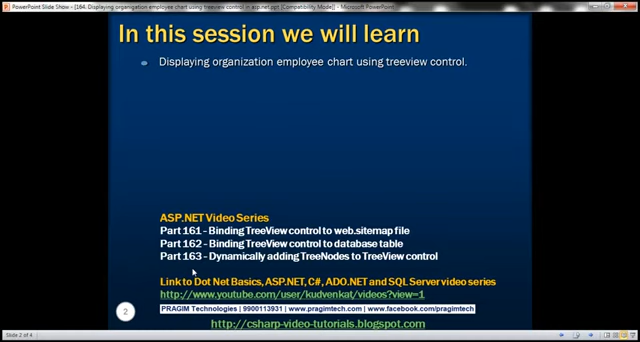 PowerPoint Slide Show - [164. Displaying organization employee chart using treeview control in asp.net.ppt [Compatibility Mode]] - Microsoft PowerPoint
In this session we will learn
Displaying organization employee chart using treeview control.
ASP.NET Video Series
Part 161 - Binding TreeView control to web.sitemap file
Part 162 - Binding TreeView control to database table
Part 163 - Dynamically adding TreeNodes to TreeView control
Link to Dot Net Basics, ASP.NET, C#, ADO.NET and SQL Server video series
http://www.youtube.com/user/kudvenkat/videos?view=1
2
PRAGIM Technologies | 9900113931 | www.pragimtech.com | www.facebook.com/pragimtech
http://csharp-video-tutorials.blogspot.com
Slide 2 of 4